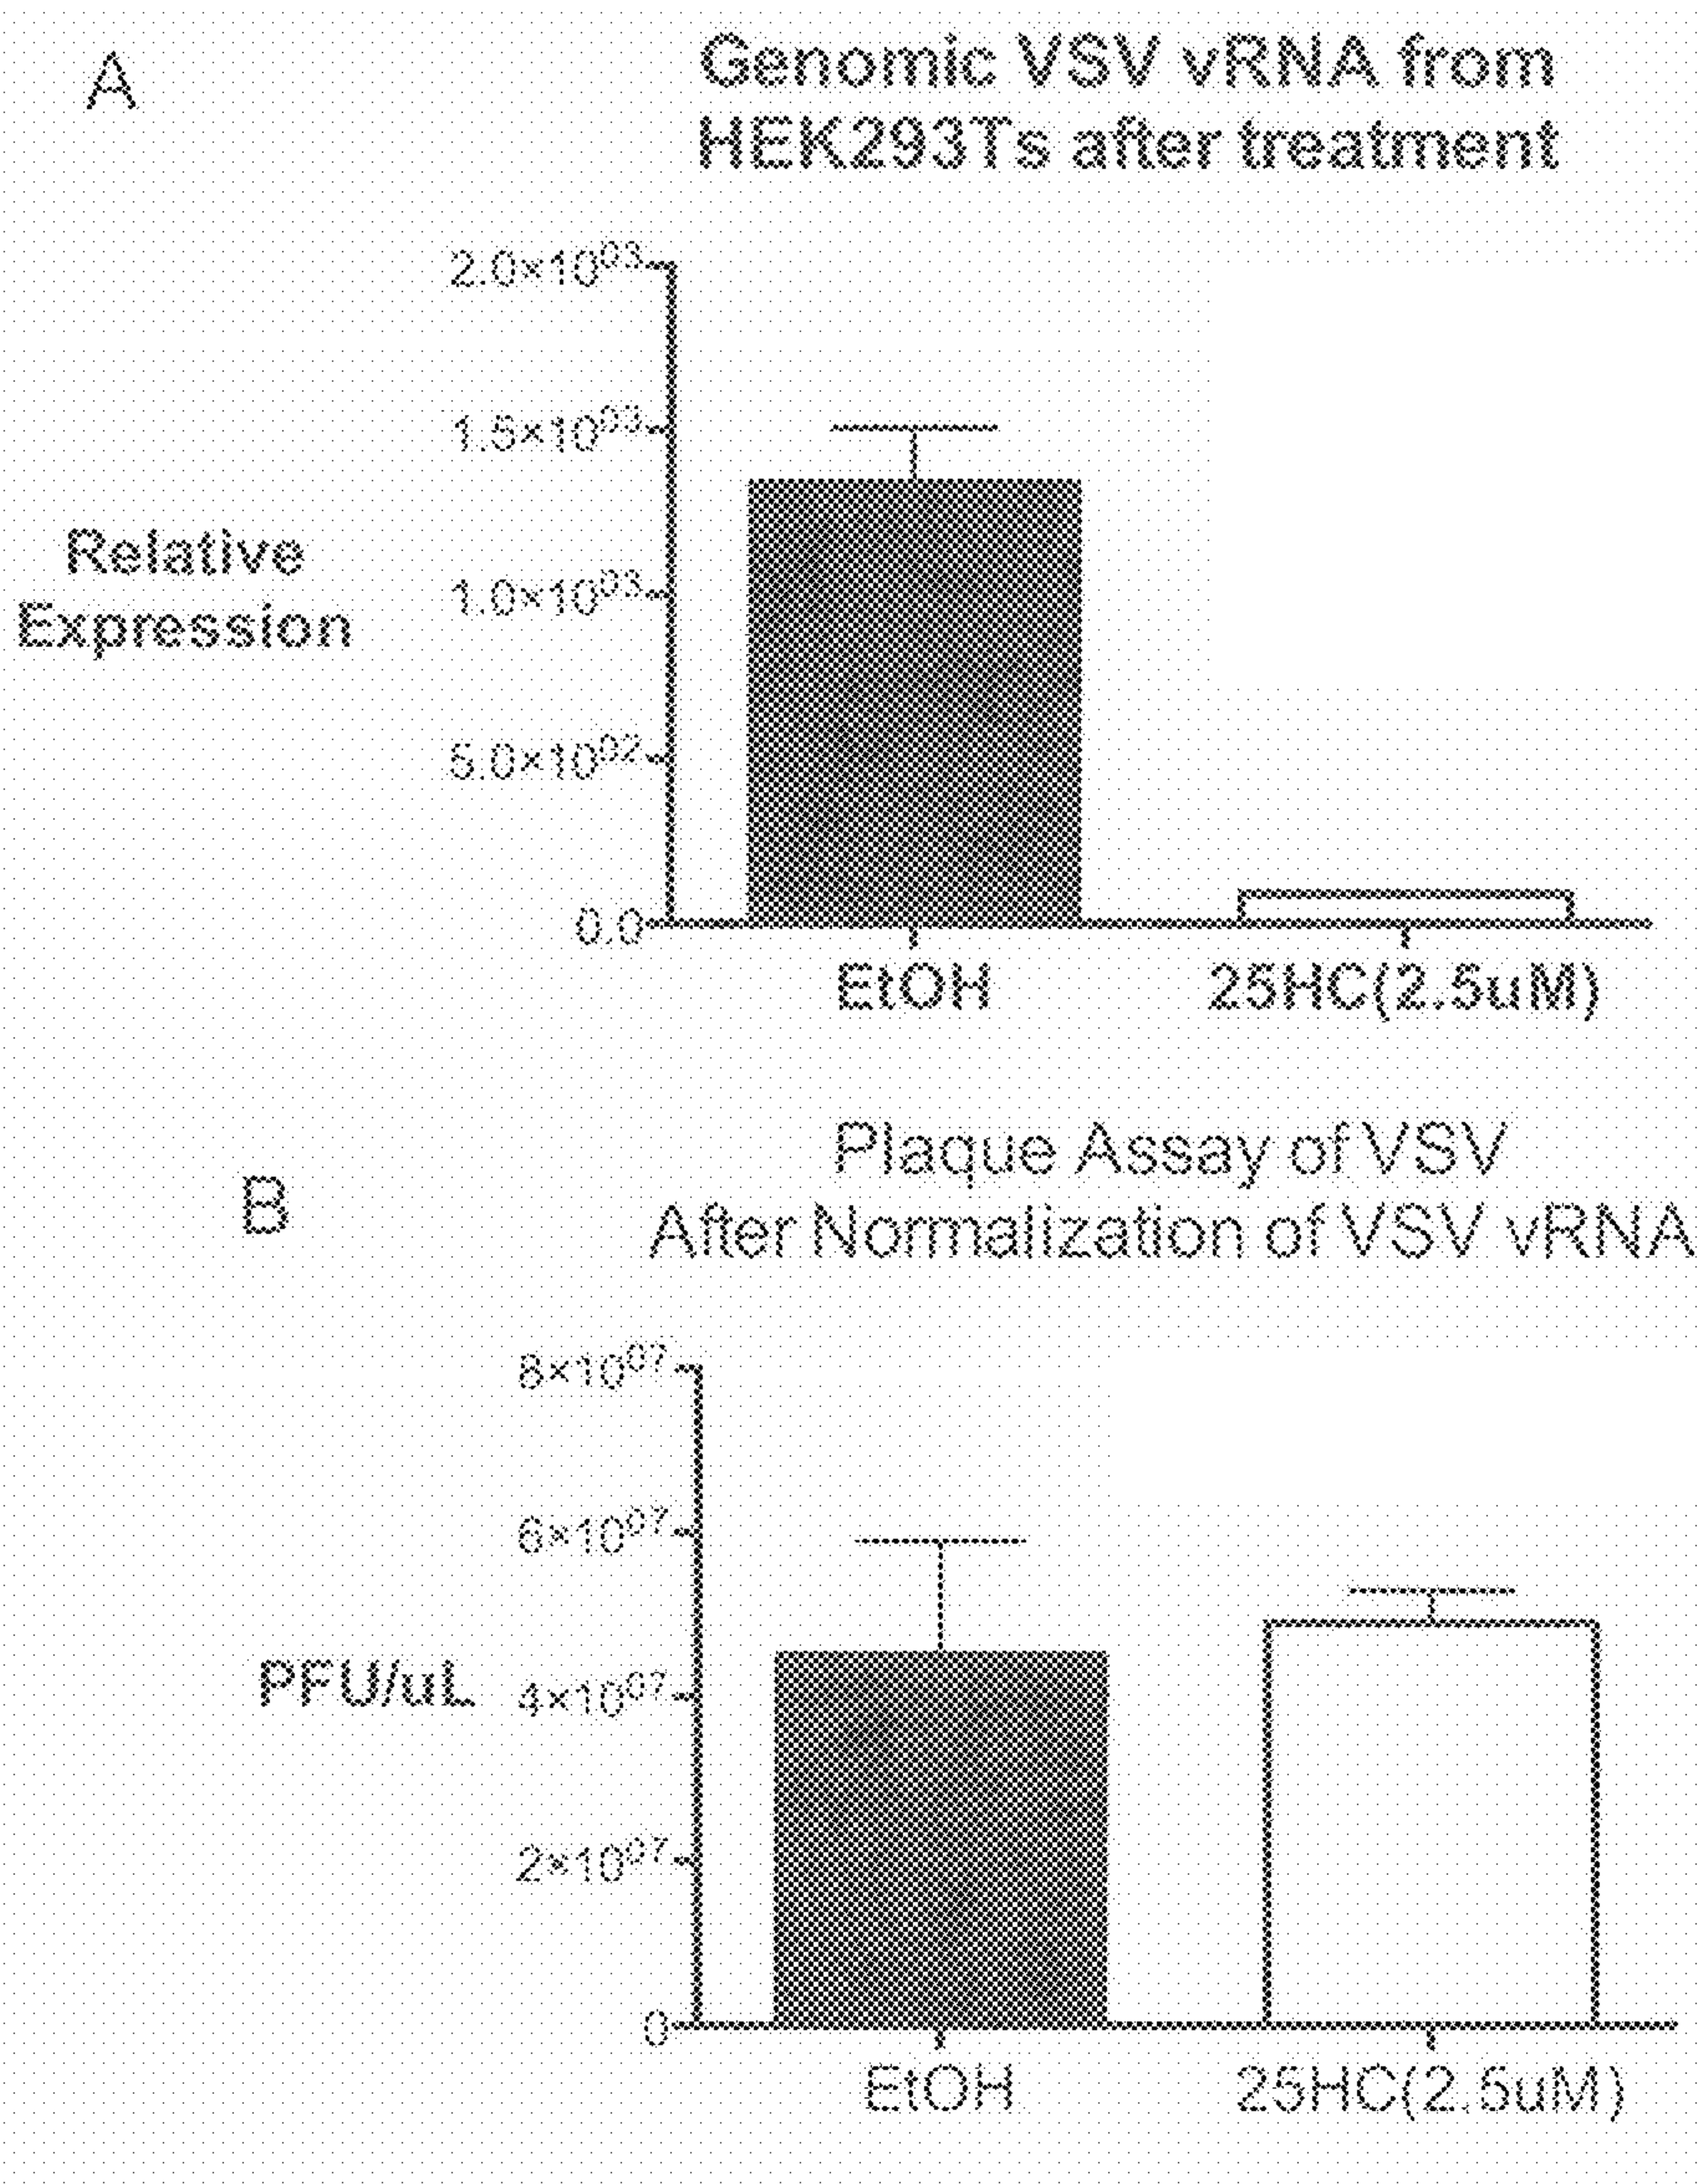 A
Genomic VSV vRNA from
HEK293Ts after treatment
2.0×10^03
1.5×10^03
1.0×10^03
5.0×10^02
0.0
Relative
Expression
EtOH
25HC(2.5uM)
B
Plaque Assay of VSV
After Normalization of VSV vRNA
8×10^07
6×10^07
4×10^07
2×10^07
0
PFU/uL
EtOH
25HC(2.5uM)